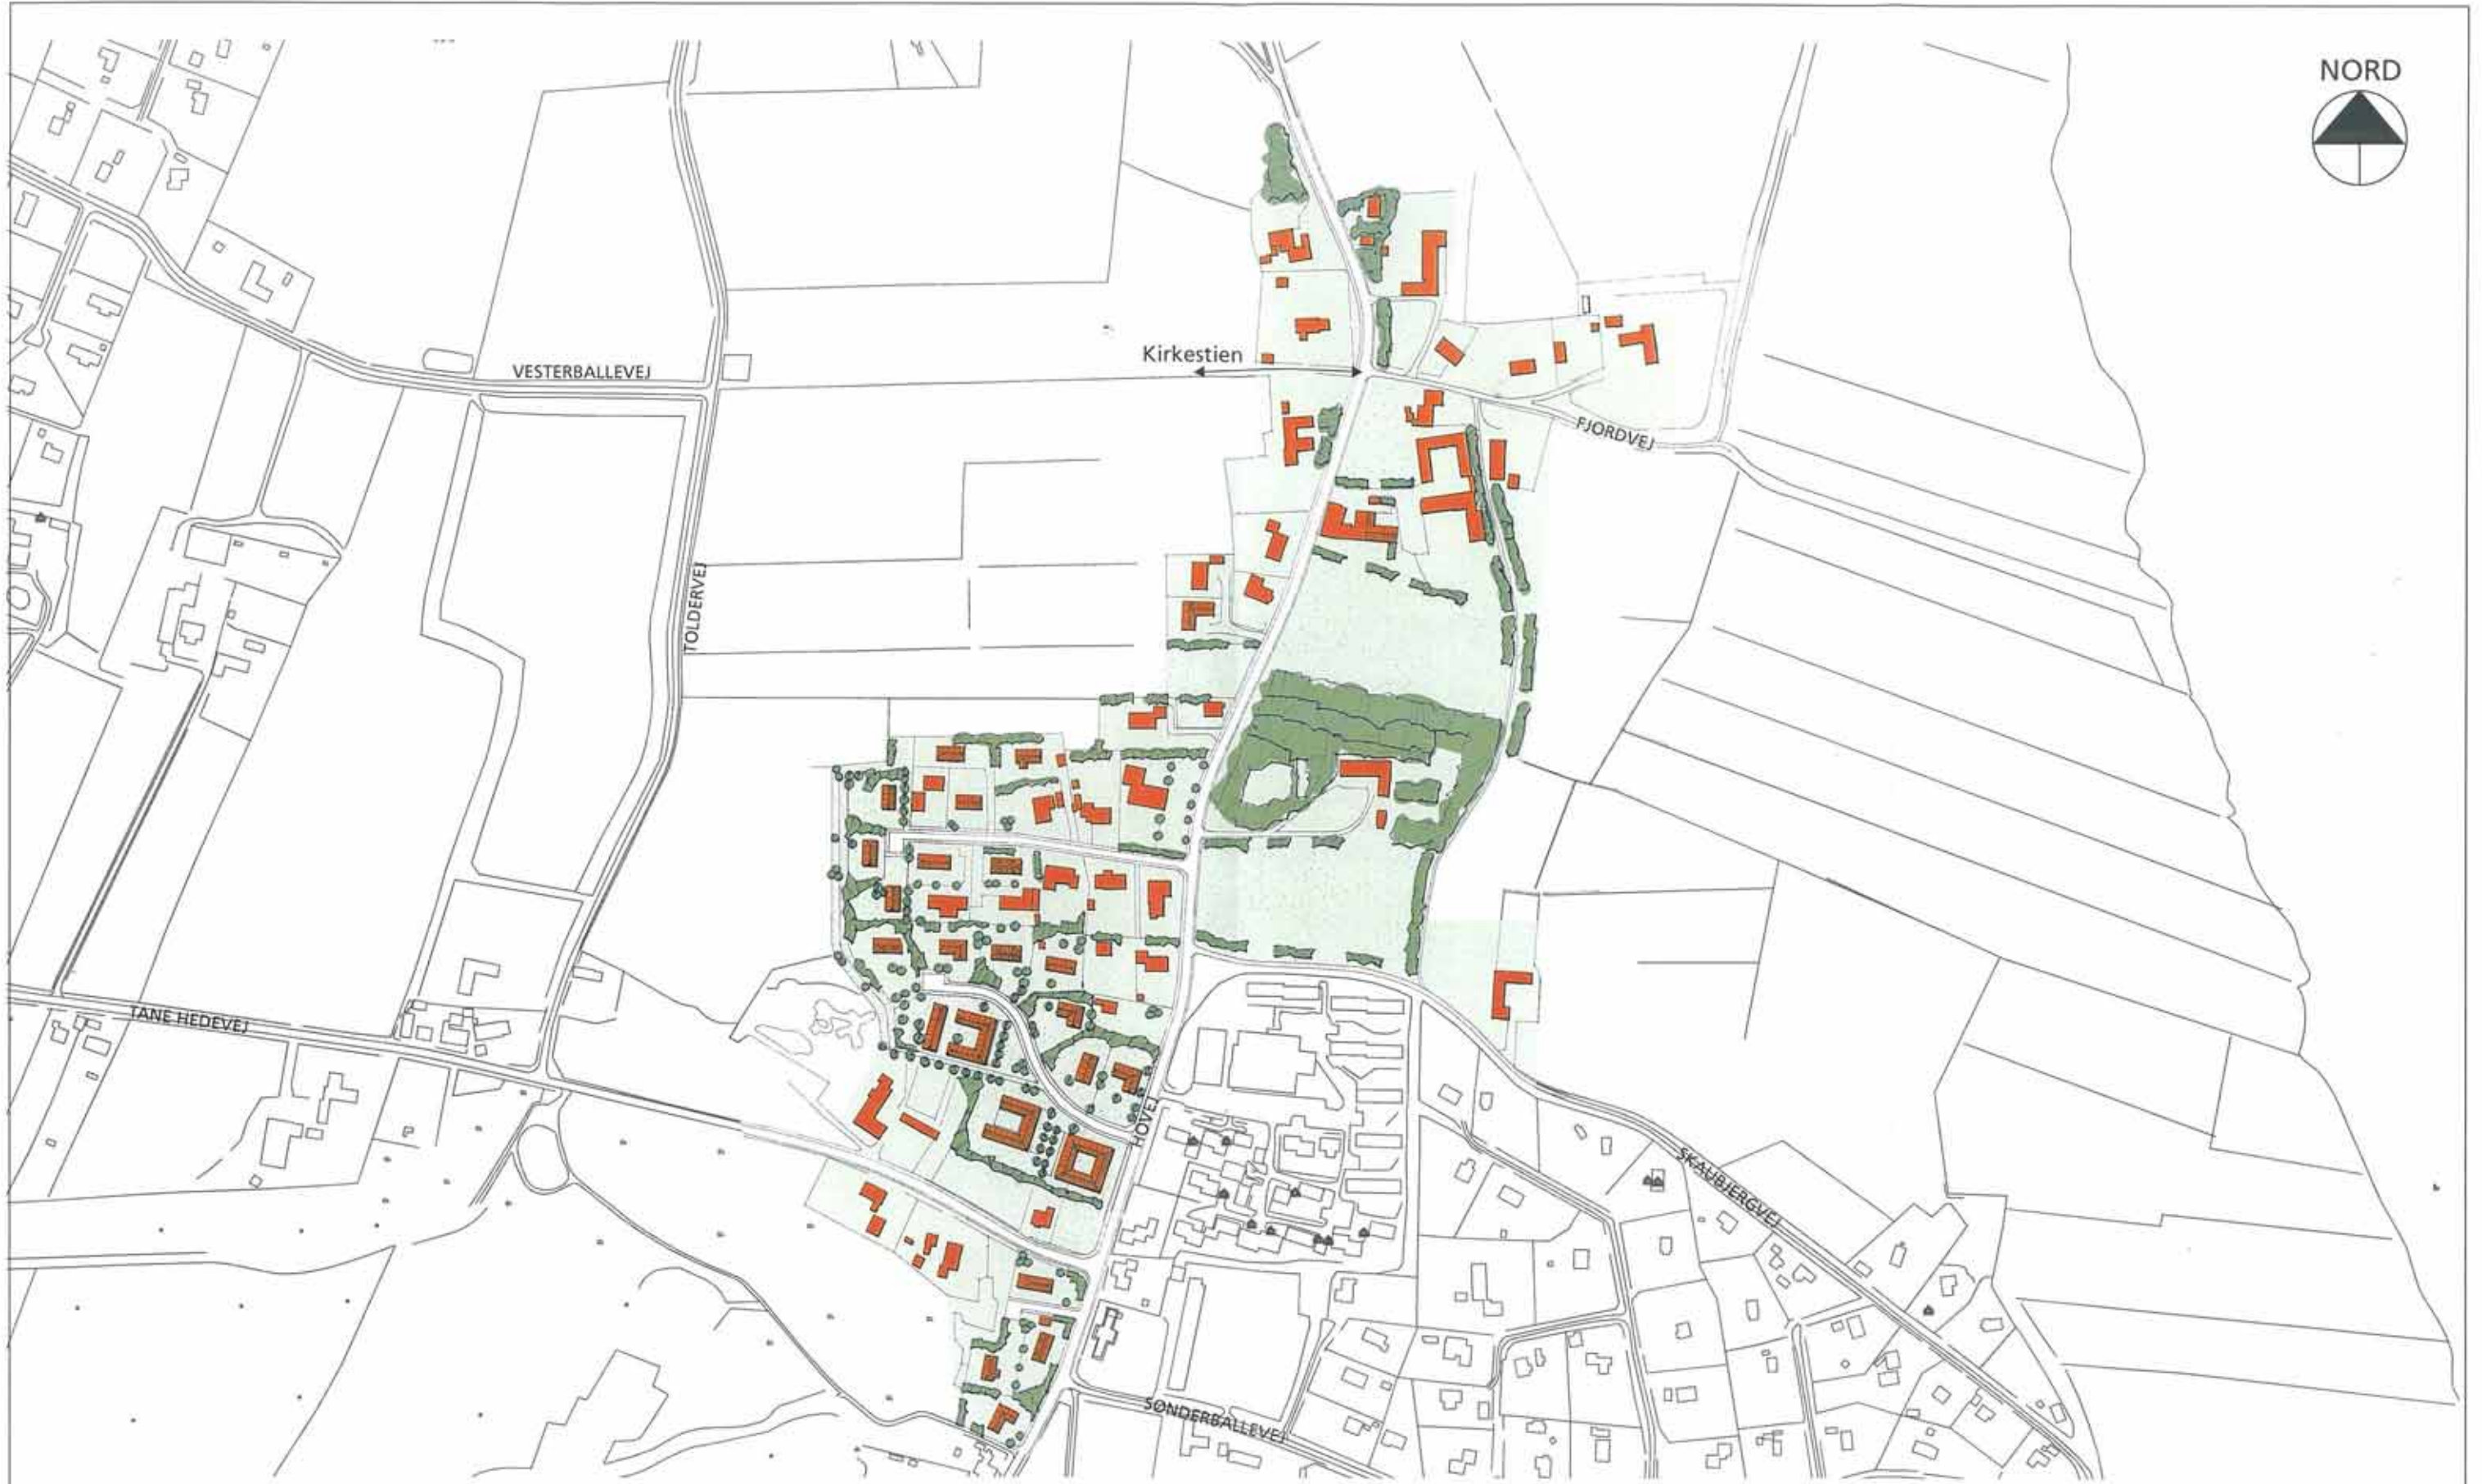 NORD
Kirkestien
VESTERBALLEVEJ
FJORDVEJ
TOLDERVEJ
TANE HEDEVEJ
HOVEJ
SKAUBJERGVEJ
SØNDERBALLEVEJ